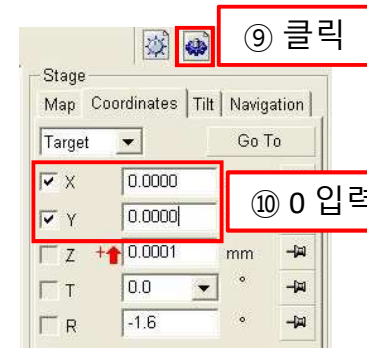 ⑨ 클릭
Stage
Map Coordinates Tilt Navigation
Target Go To
X 0.0000
⑩ 0 입력
Y 0.0000
Z 0.0001 mm
T 0.0 °
R -1.6 °